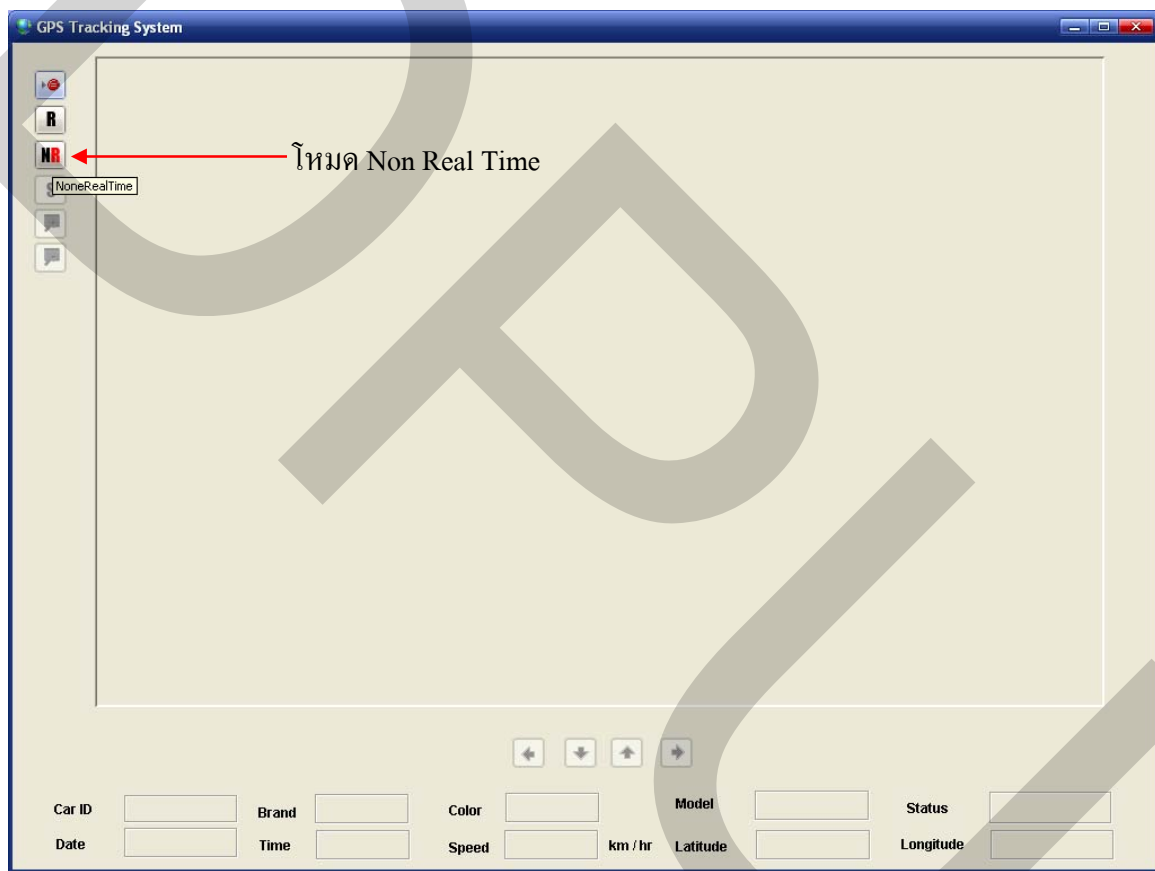 GPS Tracking System
R
NR
โหมด Non Real Time
NoneRealTime
Car ID
Brand
Color
Model
Status
Date
Time
Speed
km / hr
Latitude
Longitude